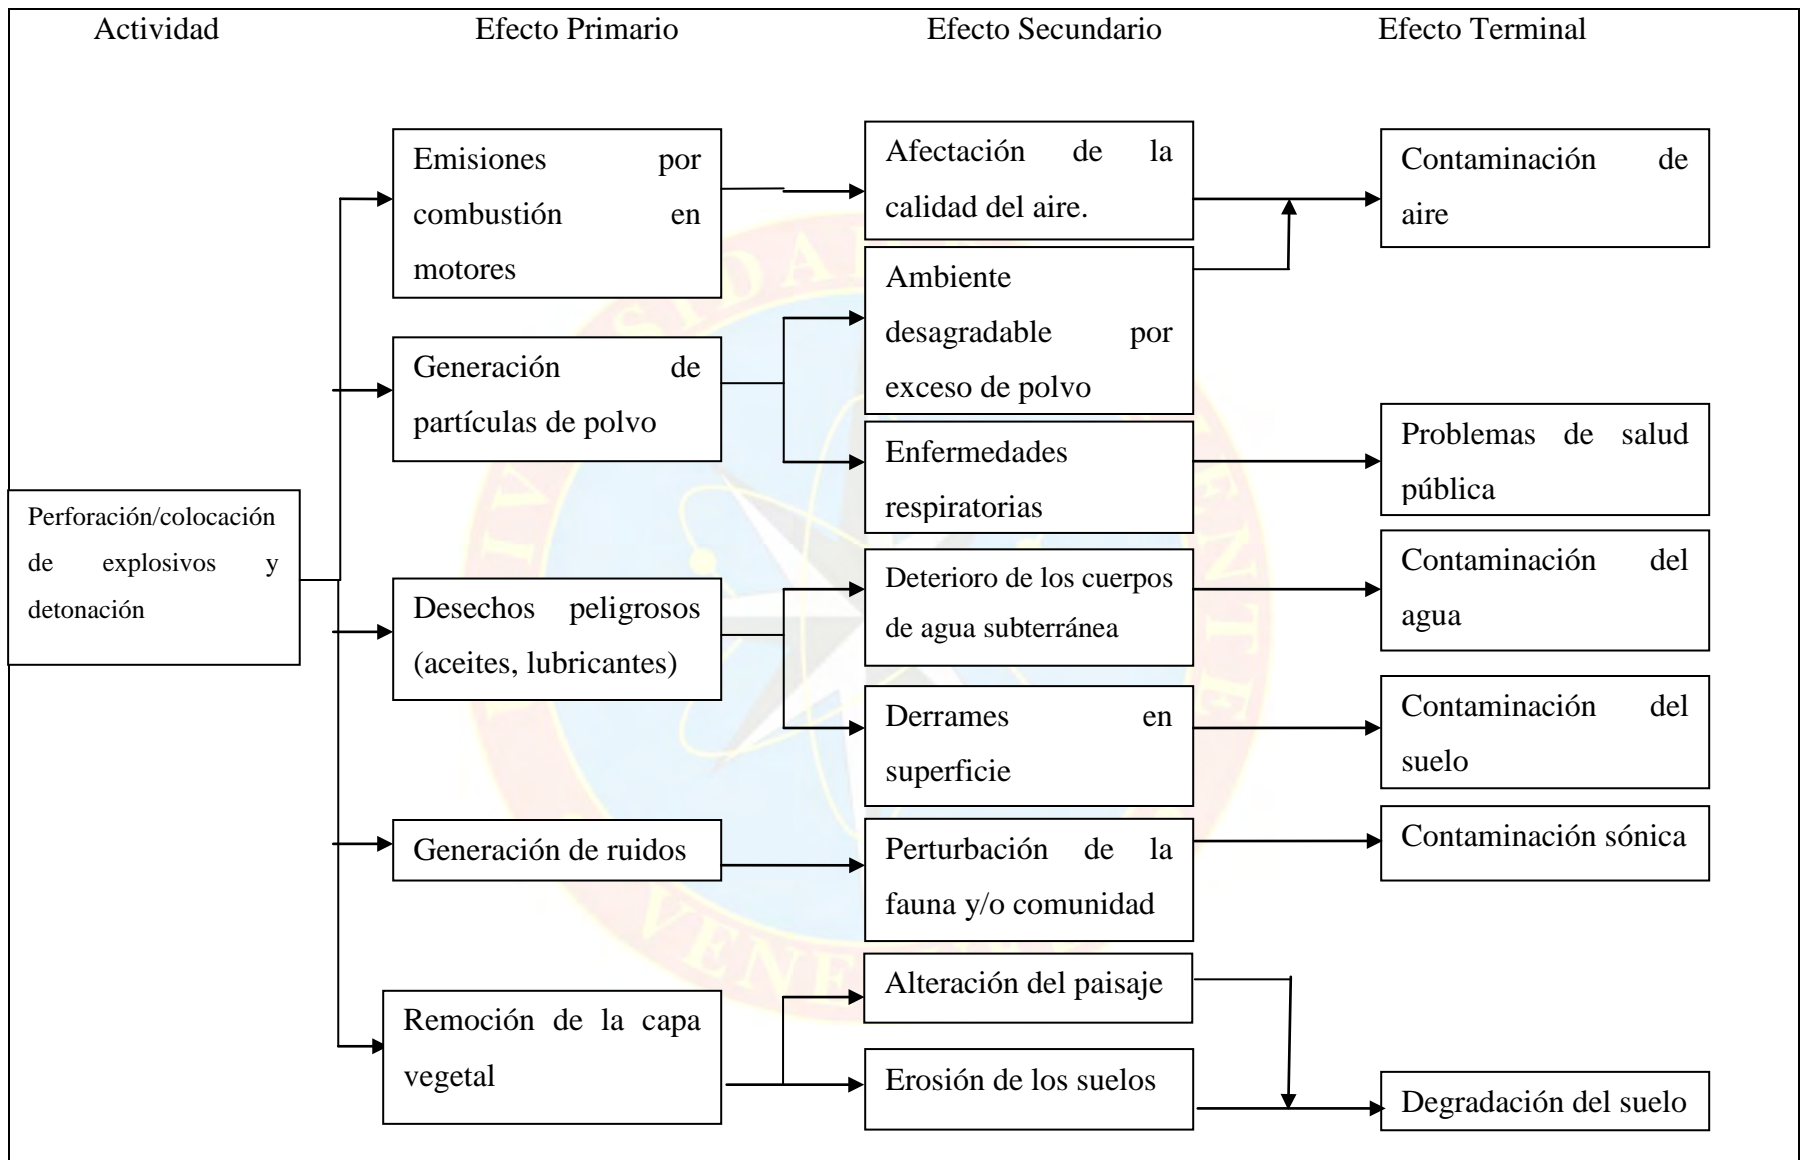 Actividad Efecto Primario Efecto Secundario Efecto Terminal
Perforación/colocación
de explosivos y
detonación
Emisiones por
combustión en
motores
Generación de
partículas de polvo
Desechos peligrosos
(aceites, lubricantes)
Generación de ruidos
Remoción de la capa
vegetal
Afectación de la
calidad del aire.
Ambiente
desagradable por
exceso de polvo
Enfermedades
respiratorias
Deterioro de los cuerpos
de agua subterránea
Derrames en
superficie
Perturbación de la
fauna y/o comunidad
Alteración del paisaje
Erosión de los suelos
Contaminación de
aire
Problemas de salud
pública
Contaminación del
agua
Contaminación del
suelo
Contaminación sónica
Degradación del suelo